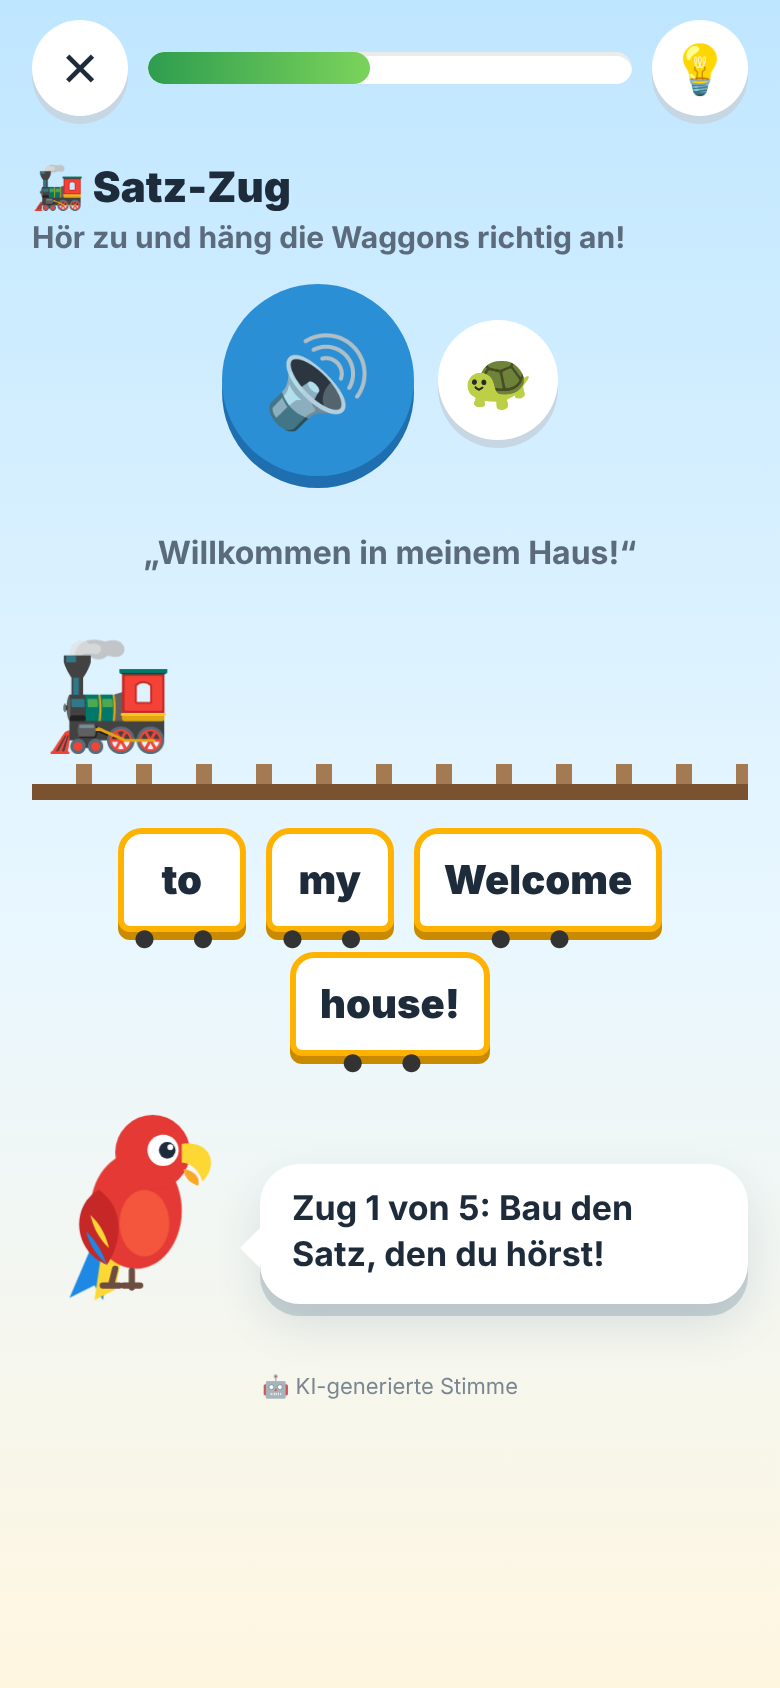 Satz-Zug
Hör zu und häng die Waggons richtig an!
„Willkommen in meinem Haus!“
to
my
Welcome
house!
Zug 1 von 5: Bau den
Satz, den du hörst!
KI-generierte Stimme